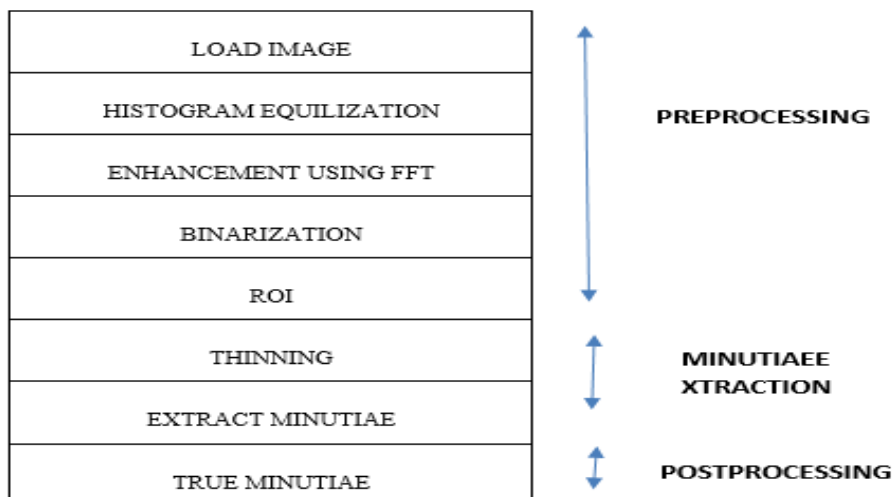 LOAD IMAGE
HISTOGRAM EQUILIZATION
PREPROCESSING
ENHANCEMENT USING FFT
BINARIZATION
ROI
THINNING
MINUTIAEE
XTRACTION
EXTRACT MINUTIAE
TRUE MINUTIAE
POSTPROCESSING